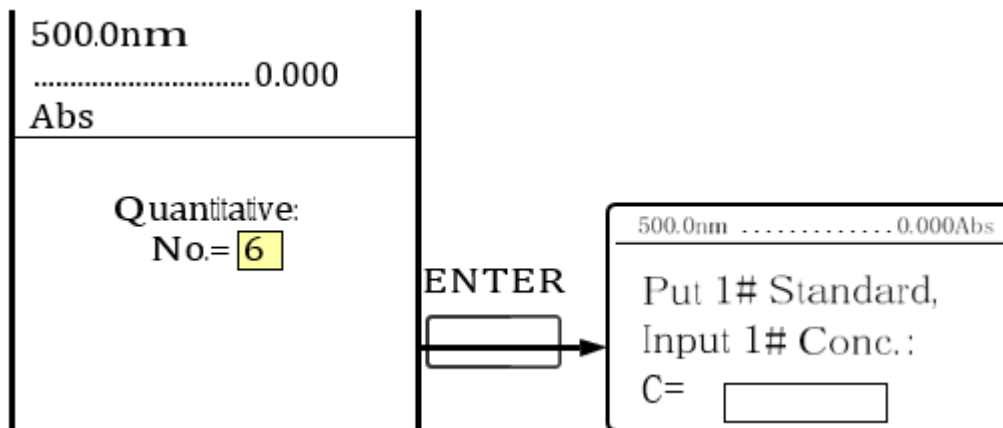 500.0nm
.............................. 0.000
Abs
Quantitative:
No.= 6
ENTER
500.0nm ..............0.000Abs
Put 1# Standard,
Input 1# Conc.:
C=